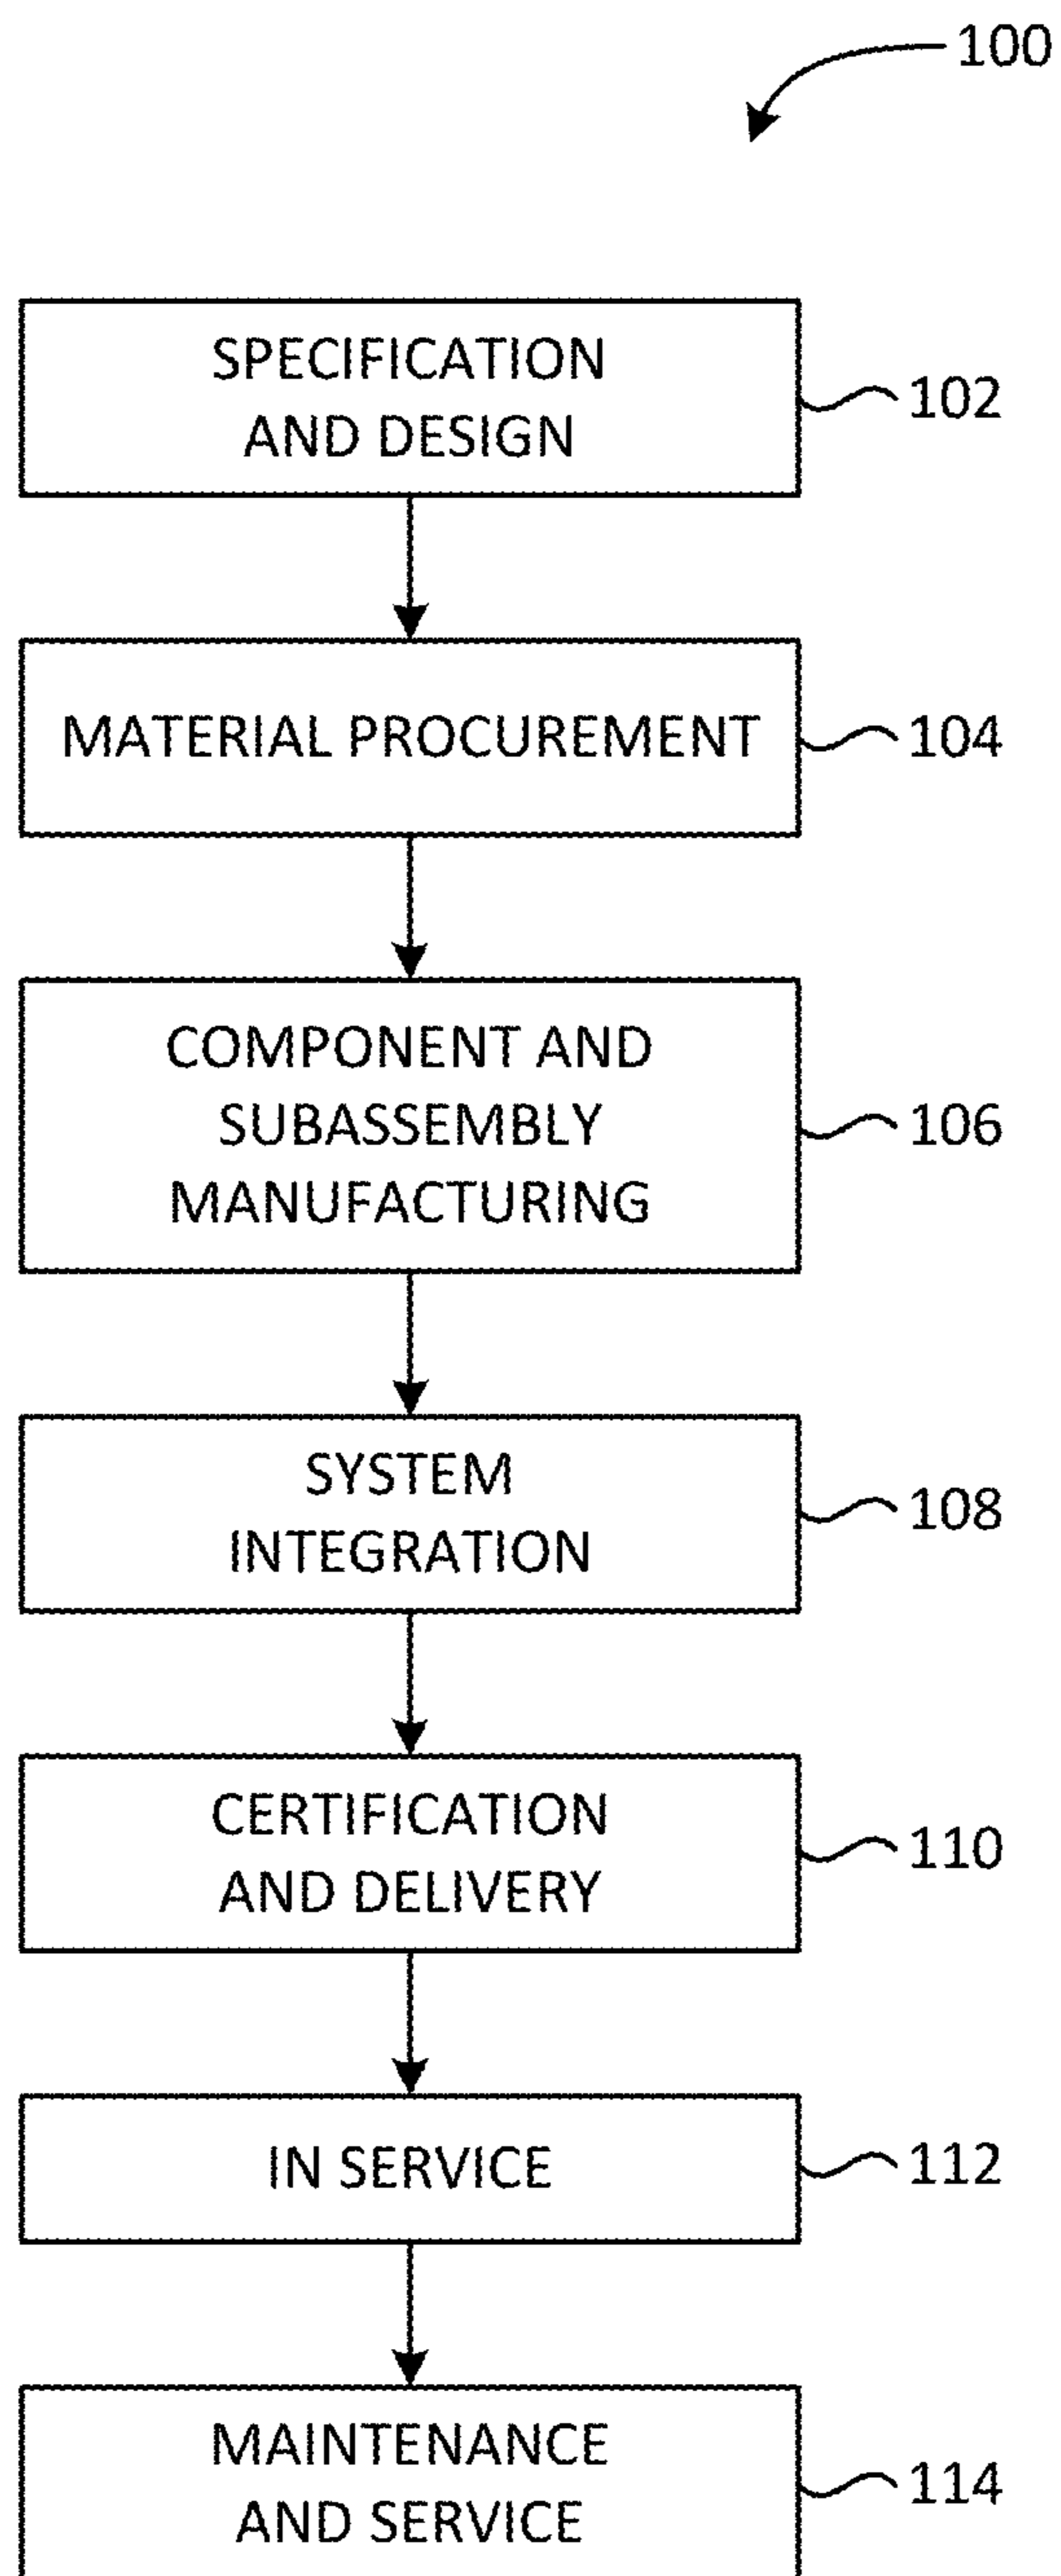 100
SPECIFICATION
AND DESIGN
102
MATERIAL PROCUREMENT
104
COMPONENT AND
SUBASSEMBLY
MANUFACTURING
106
SYSTEM
INTEGRATION
108
CERTIFICATION
AND DELIVERY
110
IN SERVICE
112
MAINTENANCE
AND SERVICE
114